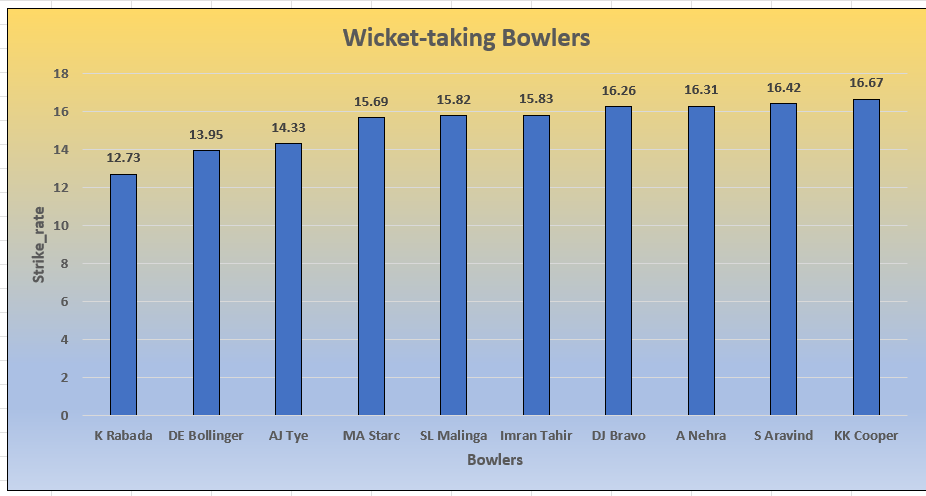 Wicket-taking Bowlers
Strike_rate
18
16
14
12
10
8
6
4
2
0
12.73
13.95
14.33
15.69
15.82
15.83
16.26
16.31
16.42
16.67
K Rabada
DE Bollinger
AJ Tye
MA Starc
SL Malinga
Imran Tahir
DJ Bravo
A Nehra
S Aravind
KK Cooper
Bowlers